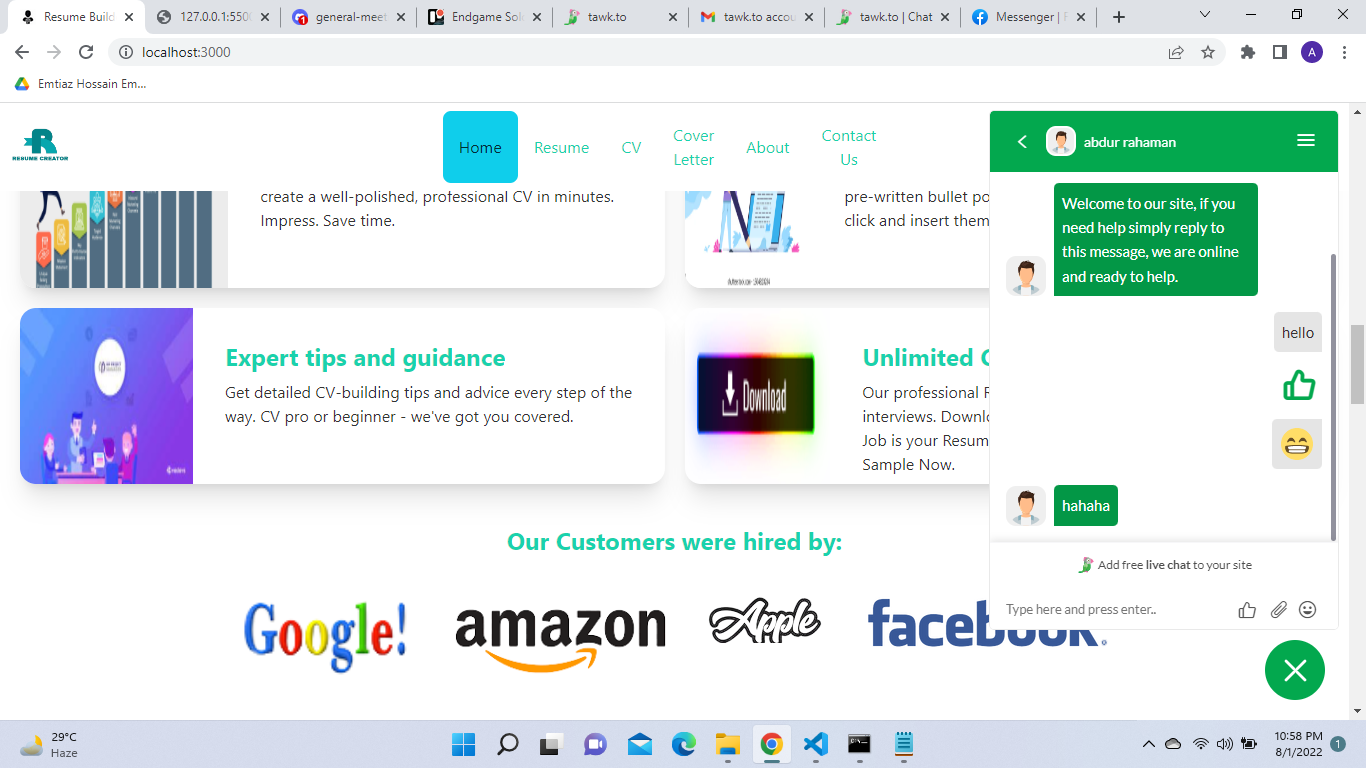 Resume Build
127.0.0.1:550
general-meet
Endgame Sol
tawk.to
tawk.to accou
tawk.to | Chat
Messenger | F
localhost:3000
A
Emtiaz Hossain Em...
R
RESUME CREATOR
Home
Resume
CV
Cover
Letter
About
Contact
Us
create a well-polished, professional CV in minutes.
Impress. Save time.
pre-written bullet po
click and insert them
Expert tips and guidance
Get detailed CV-building tips and advice every step of the
way. CV pro or beginner - we've got you covered.
Download
Unlimited
Our professional R
interviews. Downlo
Job is your Resum
Sample Now.
Our Customers were hired by:
Google!
amazon
Apple
facebook
abdur rahaman
Welcome to our site, if you
need help simply reply to
this message, we are online
and ready to help.
hello
hahaha
Add free live chat to your site
Type here and press enter..
29°C
Haze
10:58 PM
8/1/2022
1